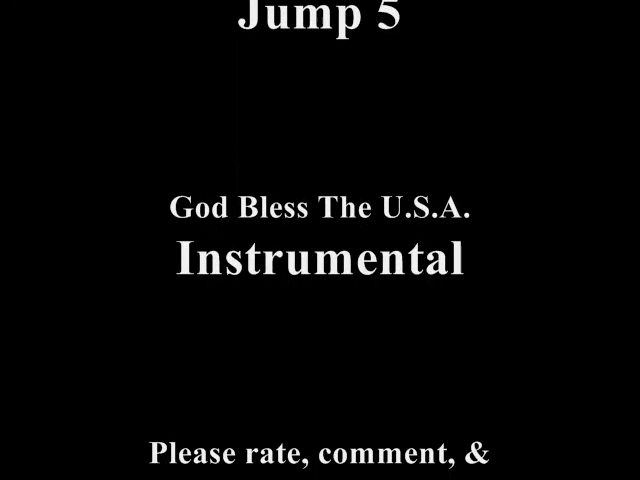 Jump 5
God Bless The U.S.A.
Instrumental
Please rate, comment, &